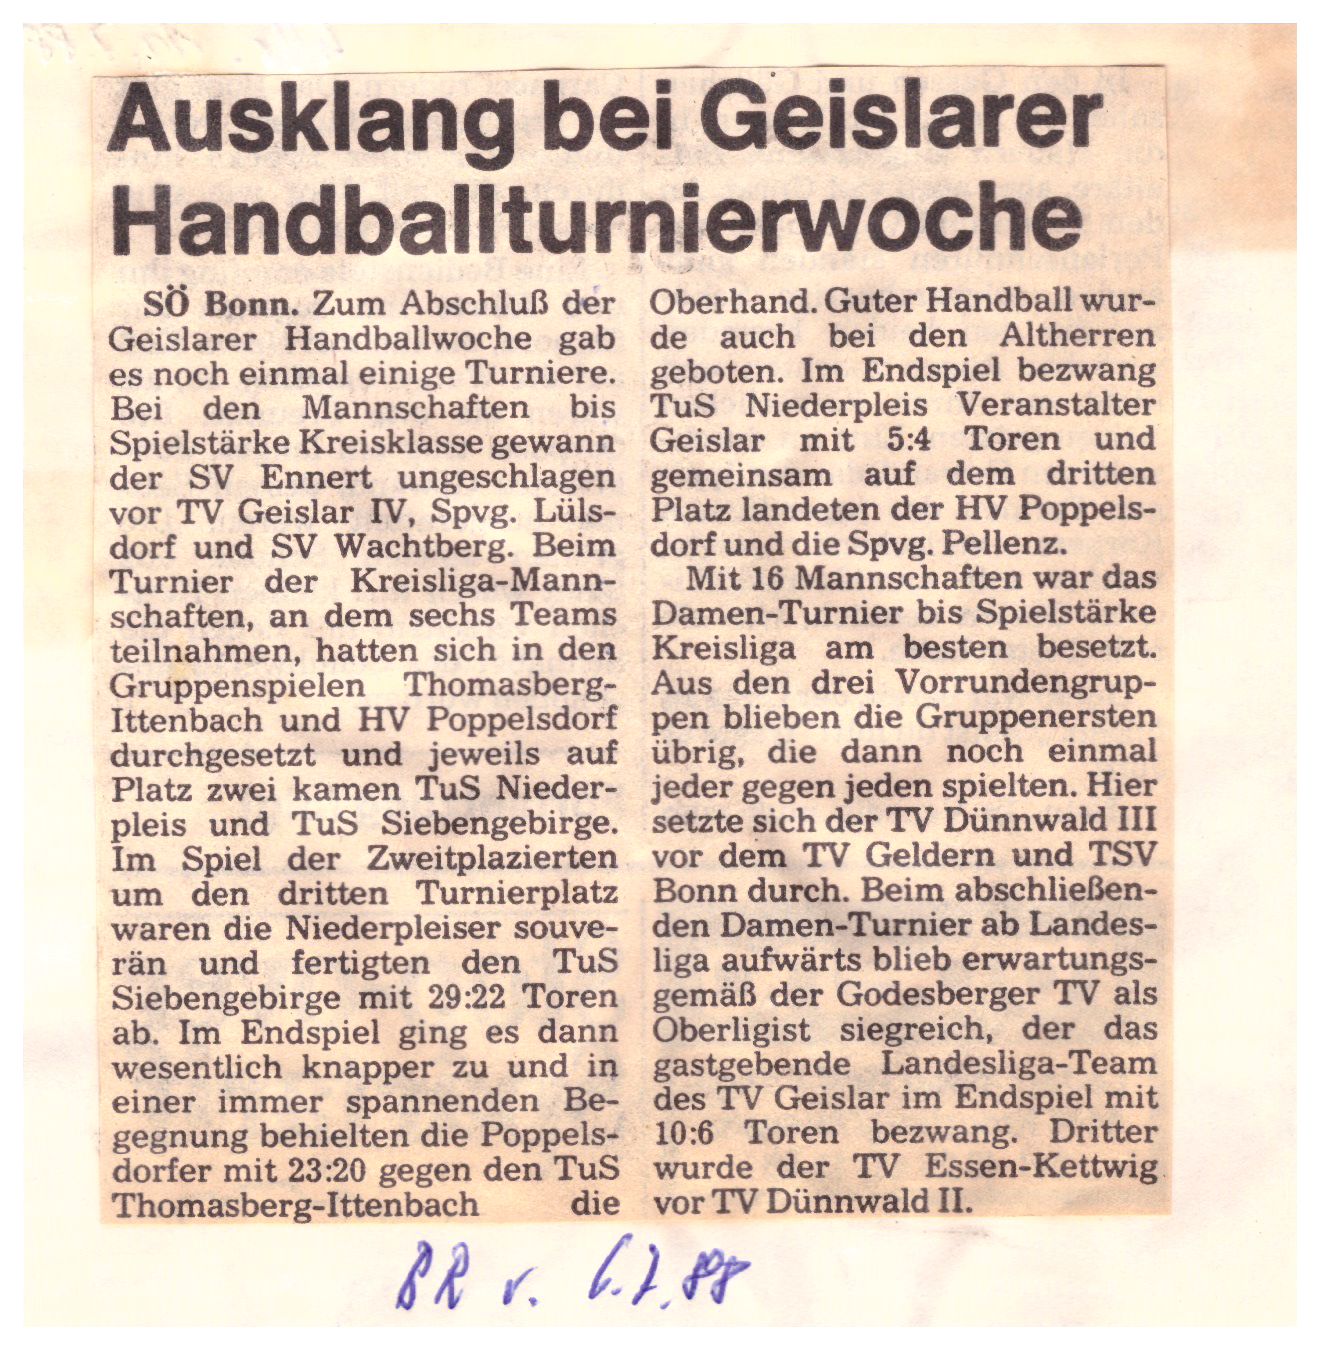 Ausklang bei Geislarer
Handballturnierwoche
SÖ Bonn. Zum Abschluß der
Geislarer Handballwoche gab
es noch einmal einige Turniere.
Bei den Mannschaften bis
Spielstärke Kreisklasse gewann
der SV Ennert ungeschlagen
vor TV Geislar IV, Spvg. Lüls-
dorf und SV Wachtberg. Beim
Turnier der Kreisliga-Mann-
schaften, an dem sechs Teams
teilnahmen, hatten sich in den
Gruppenspielen Thomasberg-
Ittenbach und HV Poppelsdorf
durchgesetzt und jeweils auf
Platz zwei kamen TuS Nieder-
pleis und TuS Siebengebirge.
Im Spiel der Zweitplazierten
um den dritten Turnierplatz
waren die Niederpleiser souve-
rän und fertigten den TuS
Siebengebirge mit 29:22 Toren
ab. Im Endspiel ging es dann
wesentlich knapper zu und in
einer immer spannenden Be-
gegnung behielten die Poppels-
dorfer mit 23:20 gegen den TuS
Thomasberg-Ittenbach die
Oberhand. Guter Handball wur-
de auch bei den Altherren
geboten. Im Endspiel bezwang
TuS Niederpleis Veranstalter
Geislar mit 5:4 Toren und
gemeinsam auf dem dritten
Platz landeten der HV Poppels-
dorf und die Spvg. Pellenz.
Mit 16 Mannschaften war das
Damen-Turnier bis Spielstärke
Kreisliga am besten besetzt.
Aus den drei Vorrundengrup-
pen blieben die Gruppenersten
übrig, die dann noch einmal
jeder gegen jeden spielten. Hier
setzte sich der TV Dünnwald III
vor dem TV Geldern und TSV
Bonn durch. Beim abschließen-
den Damen-Turnier ab Landes-
liga aufwärts blieb erwartungs-
gemäß der Godesberger TV als
Oberligist siegreich, der das
gastgebende Landesliga-Team
des TV Geislar im Endspiel mit
10:6 Toren bezwang. Dritter
wurde der TV Essen-Kettwig
vor TV Dünnwald II.
BR v. 6.7.88